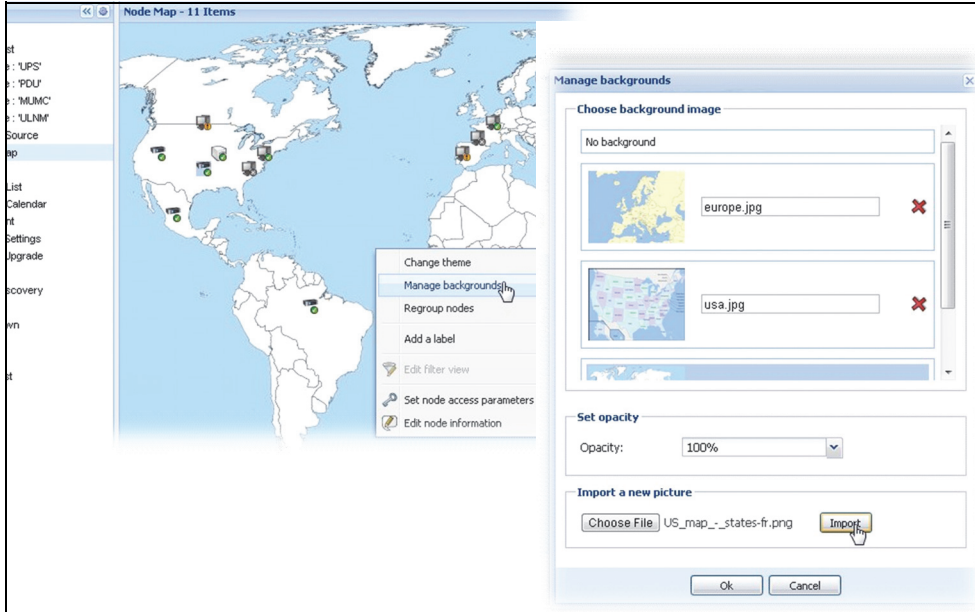 Node Map - 11 Items
st
e : 'UPS'
e : 'PDU'
e : 'MUMC'
e : 'ULNM'
Source
ap
List
Calendar
nt
Settings
Upgrade
scovery
wn
st
Change theme
Manage backgrounds
Regroup nodes
Add a label
Edit filter view
Set node access parameters
Edit node information
Manage backgrounds
Choose background image
No background
europe.jpg
usa.jpg
Set opacity
Opacity: 100%
Import a new picture
Choose File US_map_-_states-fr.png Import
Ok Cancel